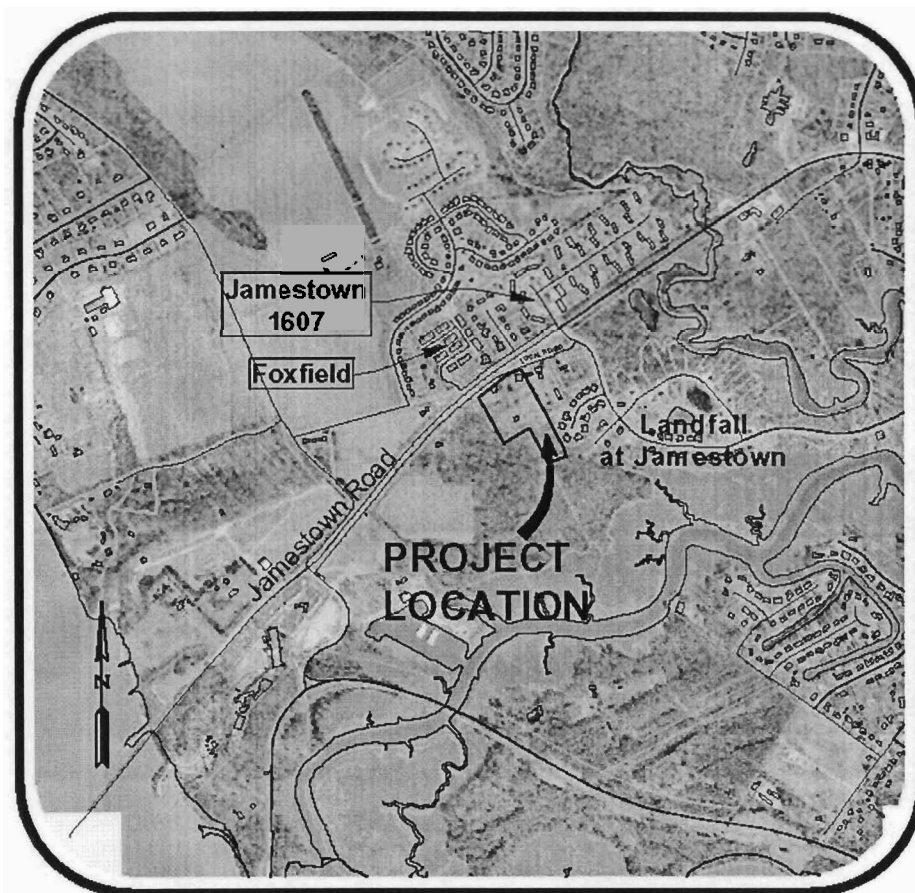 Jamestown
1607
Foxfield
Landfall
at Jamestown
Jamestown Road
PROJECT
LOCATION
N